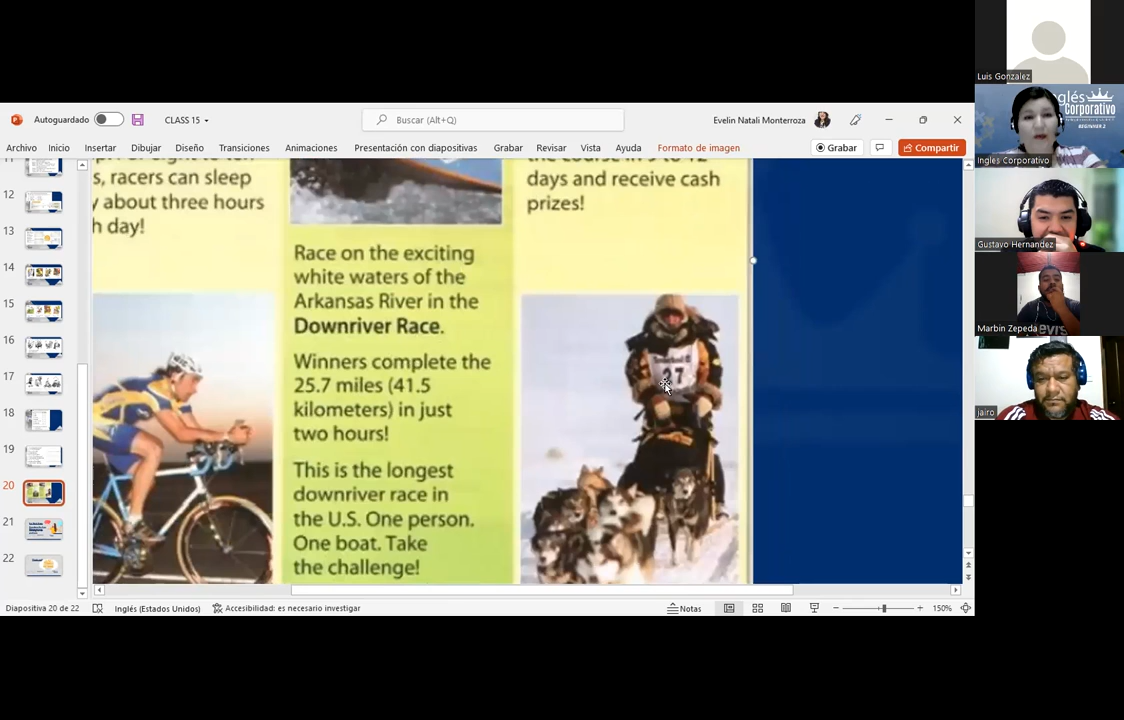 Autoguardado
CLASS 15
Buscar (Alt+Q)
Evelin Natali Monterroza
Archivo Inicio Insertar Dibujar Diseño Transiciones Animaciones Presentación con diapositivas Grabar Revisar Vista Ayuda Formato de imagen Grabar Compartir
12
13
14
15
16
17
18
19
20
21
22
s, racers can sleep
about three hours
h day!
days and receive cash
prizes!
Race on the exciting
white waters of the
Arkansas River in the
Downriver Race.
Winners complete the
25.7 miles (41.5
kilometers) in just
two hours!
This is the longest
downriver race in
the U.S. One person.
One boat. Take
the challenge!
27
Diapositiva 20 de 22 Inglés (Estados Unidos) Accesibilidad: es necesario investigar Notas 150%
Luis Gonzalez
Inglés
Corporativo
BEGINNER 2
Ingles Corporativo
Gustavo Hernandez
Marbin Zepeda
jairo